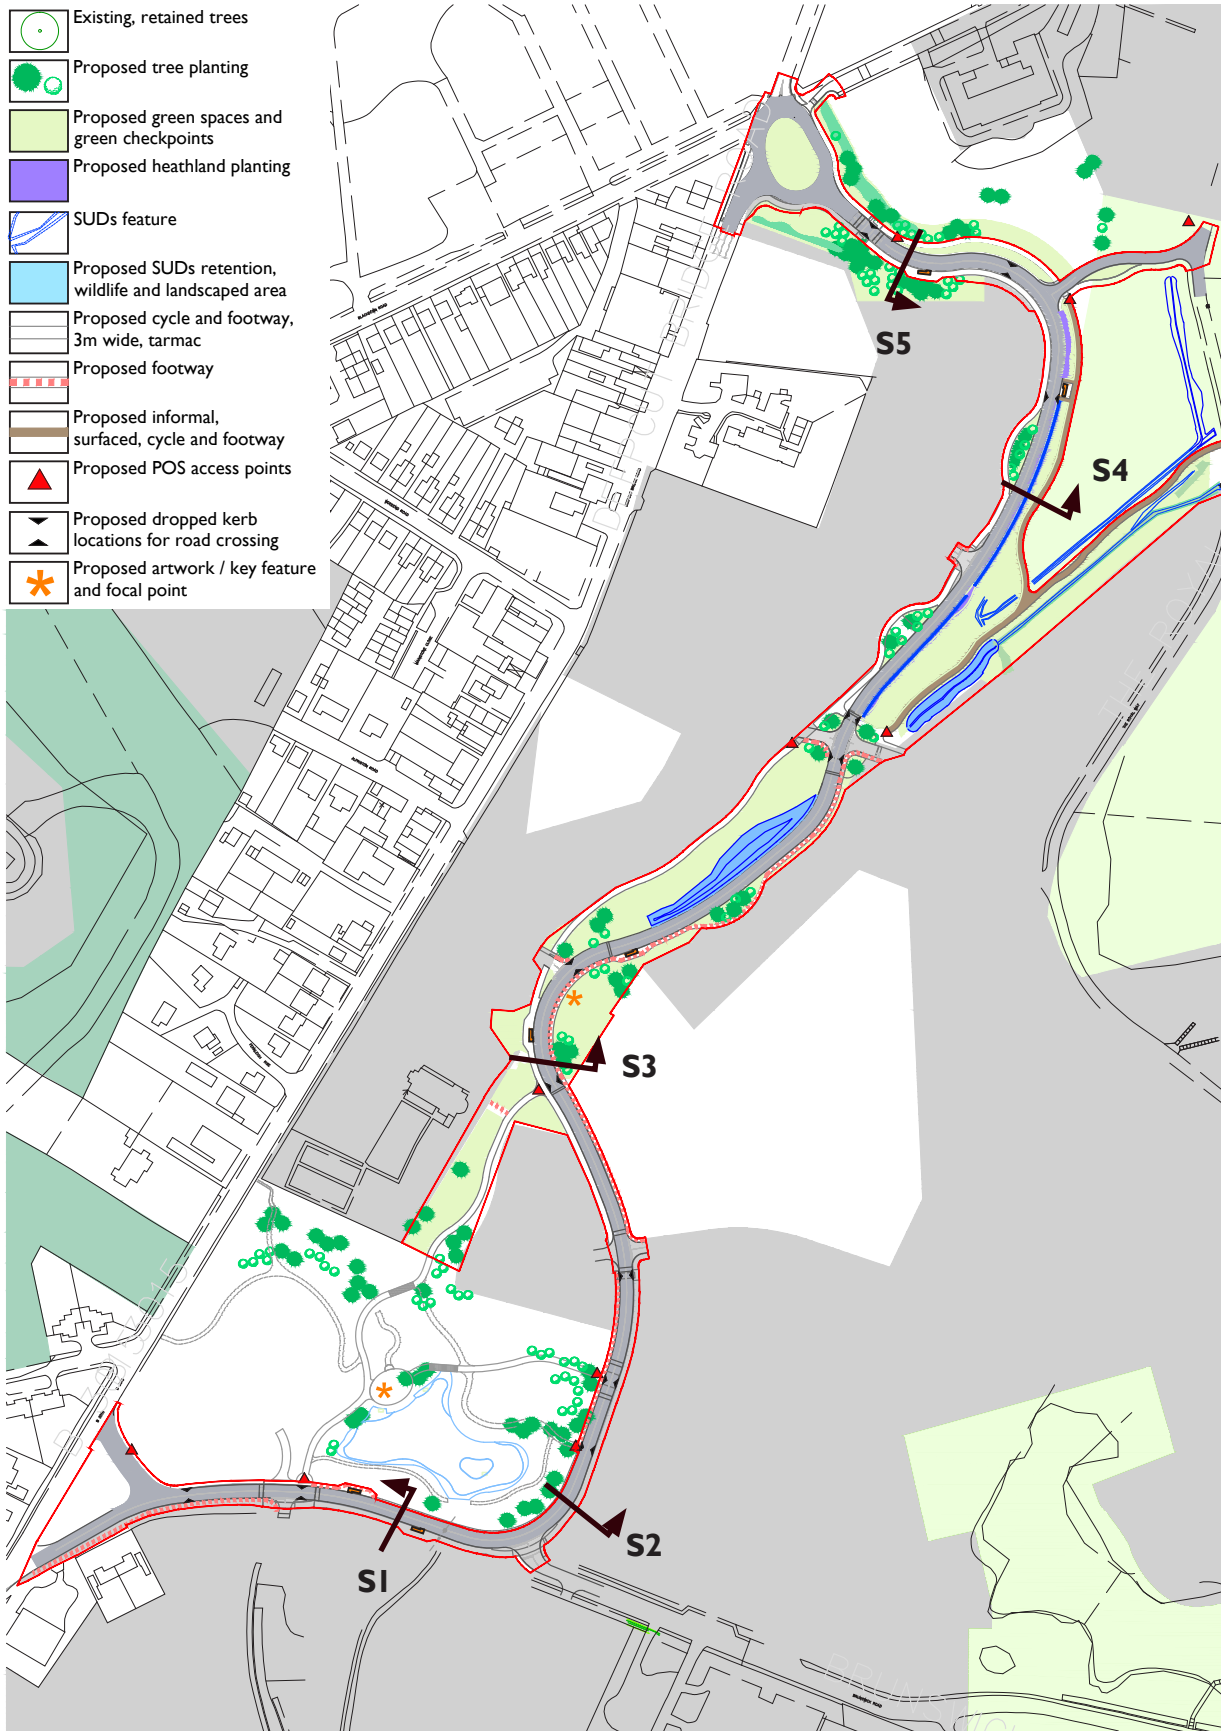 Existing, retained trees
Proposed tree planting
Proposed green spaces and
green checkpoints
Proposed heathland planting
SUDs feature
Proposed SUDs retention,
wildlife and landscaped area
Proposed cycle and footway,
3m wide, tarmac
Proposed footway
Proposed informal,
surfaced, cycle and footway
Proposed POS access points
Proposed dropped kerb
locations for road crossing
Proposed artwork / key feature
and focal point
DEEPCUT BRIDGE ROAD
S5
S4
S3
S2
S1